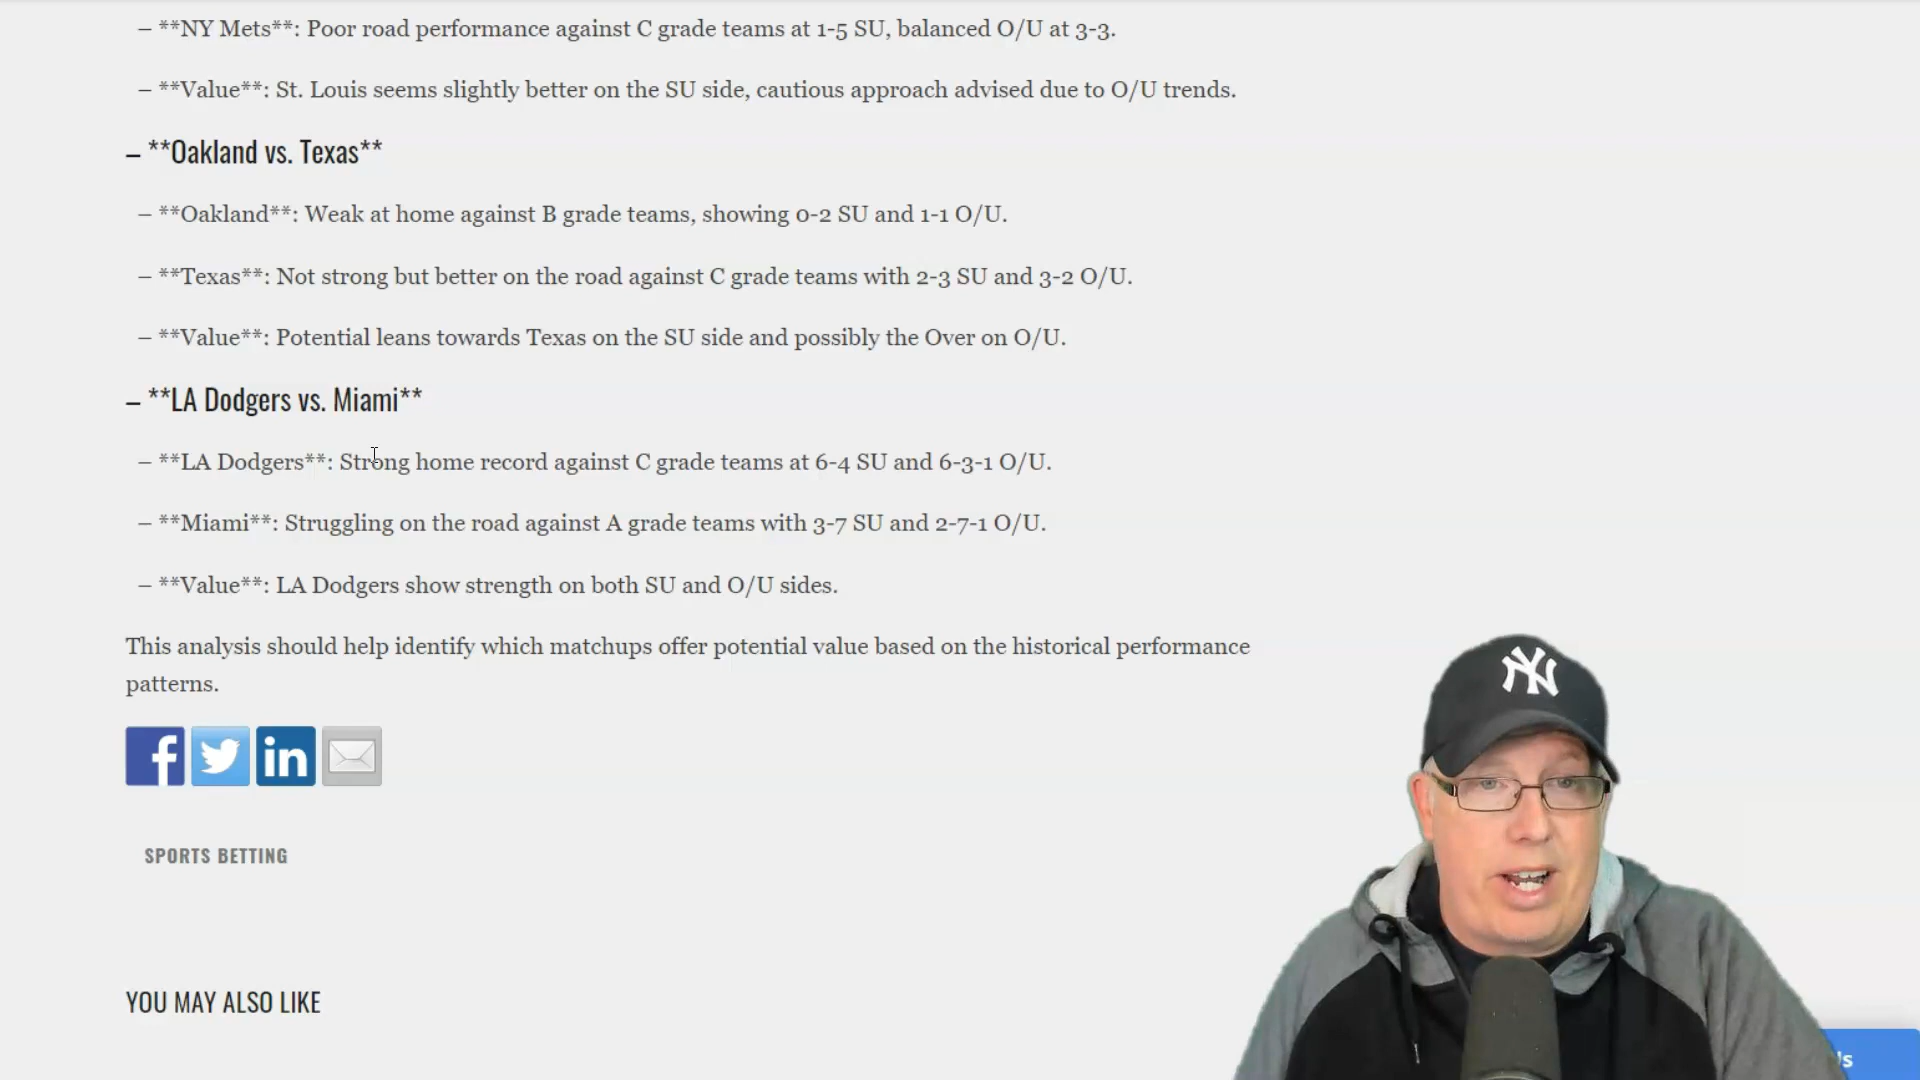 – **NY Mets**: Poor road performance against C grade teams at 1-5 SU, balanced O/U at 3-3.
– **Value**: St. Louis seems slightly better on the SU side, cautious approach advised due to O/U trends.
– **Oakland vs. Texas**
– **Oakland**: Weak at home against B grade teams, showing 0-2 SU and 1-1 O/U.
– **Texas**: Not strong but better on the road against C grade teams with 2-3 SU and 3-2 O/U.
– **Value**: Potential leans towards Texas on the SU side and possibly the Over on O/U.
– **LA Dodgers vs. Miami**
– **LA Dodgers**: Strong home record against C grade teams at 6-4 SU and 6-3-1 O/U.
– **Miami**: Struggling on the road against A grade teams with 3-7 SU and 2-7-1 O/U.
– **Value**: LA Dodgers show strength on both SU and O/U sides.
This analysis should help identify which matchups offer potential value based on the historical performance
patterns.
f in
SPORTS BETTING
NY
YOU MAY ALSO LIKE